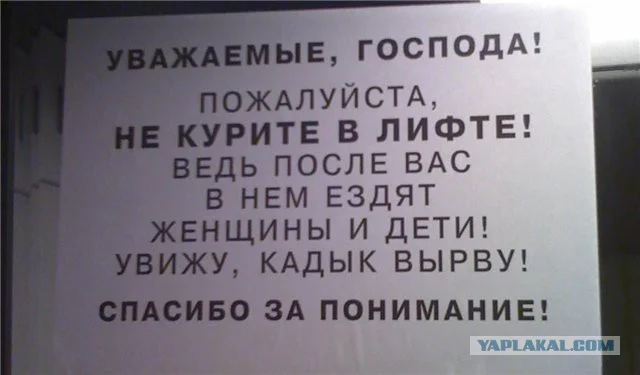 УВАЖАЕМЫЕ, ГОСПОДА!
ПОЖАЛУЙСТА,
НЕ КУРИТЕ В ЛИФТЕ!
ВЕДЬ ПОСЛЕ ВАС
В НЕМ ЕЗДЯТ
ЖЕНЩИНЫ И ДЕТИ!
УВИЖУ, КАДЫК ВЫРВУ!
СПАСИБО ЗА ПОНИМАНИЕ!
YAPLAKAL.COM